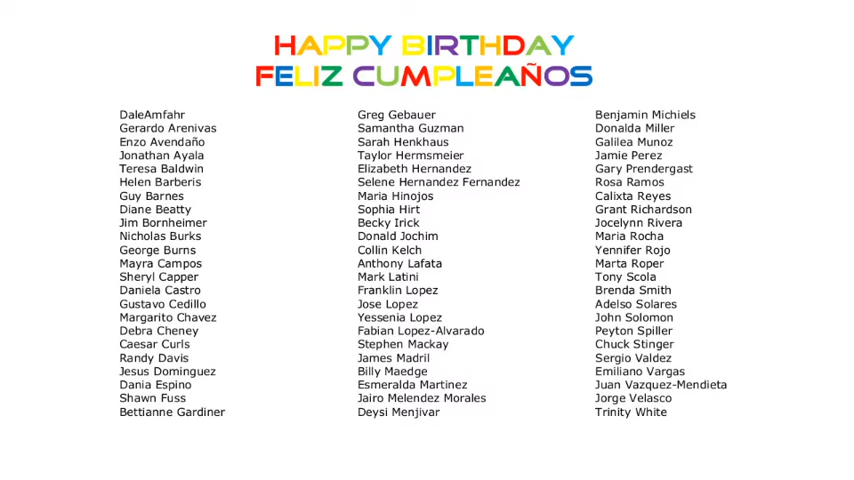 HAPPY BIRTHDAY
FELIZ CUMPLEAÑOS
DaleAmfahr
Gerardo Arenivas
Enzo Avendaño
Jonathan Ayala
Teresa Baldwin
Helen Barberis
Guy Barnes
Diane Beatty
Jim Bornheimer
Nicholas Burks
George Burns
Mayra Campos
Sheryl Capper
Daniela Castro
Gustavo Cedillo
Margarito Chavez
Debra Cheney
Caesar Curls
Randy Davis
Jesus Dominguez
Dania Espino
Shawn Fuss
Bettianne Gardiner
Greg Gebauer
Samantha Guzman
Sarah Henkhaus
Taylor Hermsmeier
Elizabeth Hernandez
Selene Hernandez Fernandez
Maria Hinojos
Sophia Hirt
Becky Irick
Donald Jochim
Collin Kelch
Anthony Lafata
Mark Latini
Franklin Lopez
Jose Lopez
Yessenia Lopez
Fabian Lopez-Alvarado
Stephen Mackay
James Madril
Billy Maedge
Esmeralda Martinez
Jairo Melendez Morales
Deysi Menjivar
Benjamin Michiels
Donalda Miller
Galilea Munoz
Jamie Perez
Gary Prendergast
Rosa Ramos
Calixta Reyes
Grant Richardson
Jocelynn Rivera
Maria Rocha
Yennifer Rojo
Marta Roper
Tony Scola
Brenda Smith
Adelso Solares
John Solomon
Peyton Spiller
Chuck Stinger
Sergio Valdez
Emiliano Vargas
Juan Vazquez-Mendieta
Jorge Velasco
Trinity White